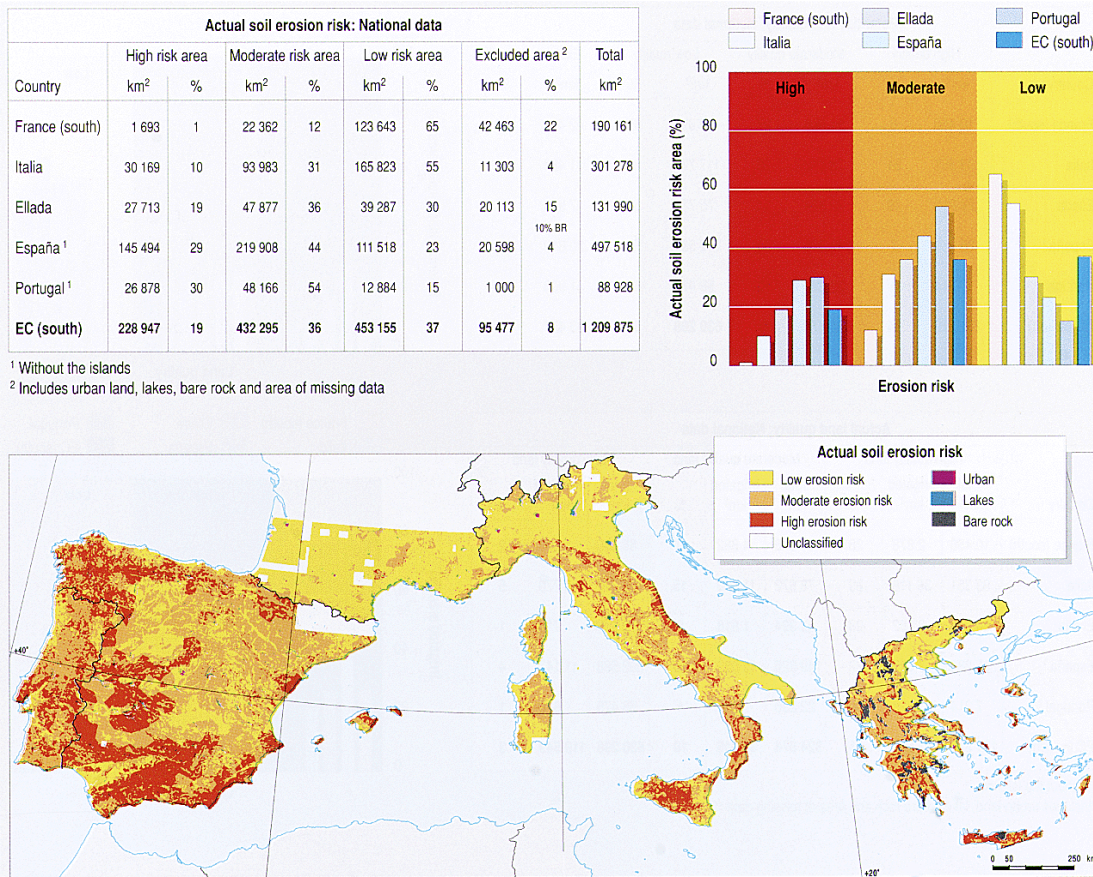 Actual soil erosion risk: National data
High risk area Moderate risk area Low risk area Excluded area ² Total
Country km² % km² % km² % km² % km²
France (south) 1 693 1 22 362 12 123 643 65 42 463 22 190 161
Italia 30 169 10 93 983 31 165 823 55 11 303 4 301 278
Ellada 27 713 19 47 877 36 39 287 30 20 113 15 131 990
10% BR
España ¹ 145 494 29 219 908 44 111 518 23 20 598 4 497 518
Portugal ¹ 26 878 30 48 166 54 12 884 15 1 000 1 88 928
EC (south) 228 947 19 432 295 36 453 155 37 95 477 8 1 209 875
¹ Without the islands
² Includes urban land, lakes, bare rock and area of missing data
France (south) Ellada Portugal
Italia España EC (south)
Actual soil erosion risk area (%)
100
80
60
40
20
0
High Moderate Low
Erosion risk
Actual soil erosion risk
Low erosion risk Urban
Moderate erosion risk Lakes
High erosion risk Bare rock
Unclassified
+40°
+20°
0 50 250 km